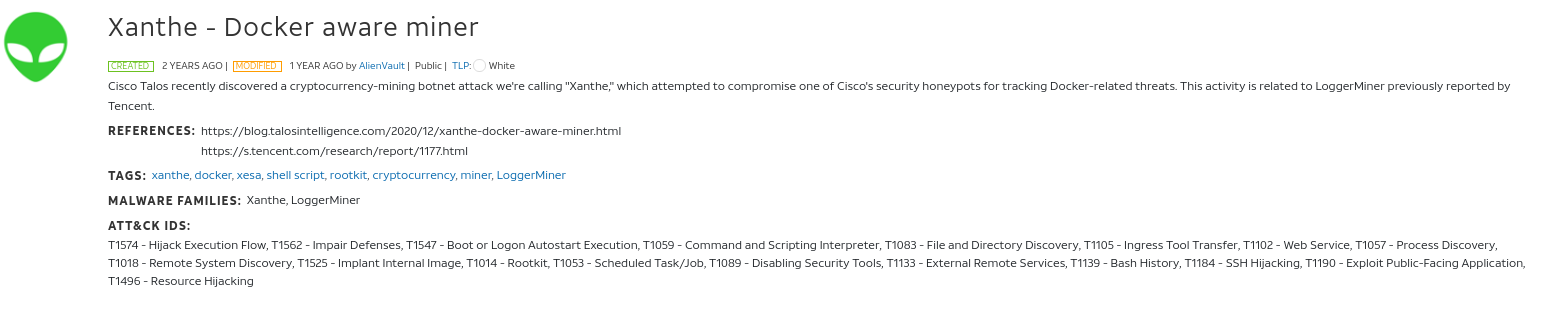 Xanthe - Docker aware miner
CREATED 2 YEARS AGO | MODIFIED 1 YEAR AGO by AlienVault | Public | TLP: White
Cisco Talos recently discovered a cryptocurrency-mining botnet attack we're calling "Xanthe," which attempted to compromise one of Cisco's security honeypots for tracking Docker-related threats. This activity is related to LoggerMiner previously reported by
Tencent.
REFERENCES: https://blog.talosintelligence.com/2020/12/xanthe-docker-aware-miner.html
https://s.tencent.com/research/report/1177.html
TAGS: xanthe, docker, xesa, shell script, rootkit, cryptocurrency, miner, LoggerMiner
MALWARE FAMILIES: Xanthe, LoggerMiner
ATT&CK IDS:
T1574 - Hijack Execution Flow, T1562 - Impair Defenses, T1547 - Boot or Logon Autostart Execution, T1059 - Command and Scripting Interpreter, T1083 - File and Directory Discovery, T1105 - Ingress Tool Transfer, T1102 - Web Service, T1057 - Process Discovery,
T1018 - Remote System Discovery, T1525 - Implant Internal Image, T1014 - Rootkit, T1053 - Scheduled Task/Job, T1089 - Disabling Security Tools, T1133 - External Remote Services, T1139 - Bash History, T1184 - SSH Hijacking, T1190 - Exploit Public-Facing Application,
T1496 - Resource Hijacking